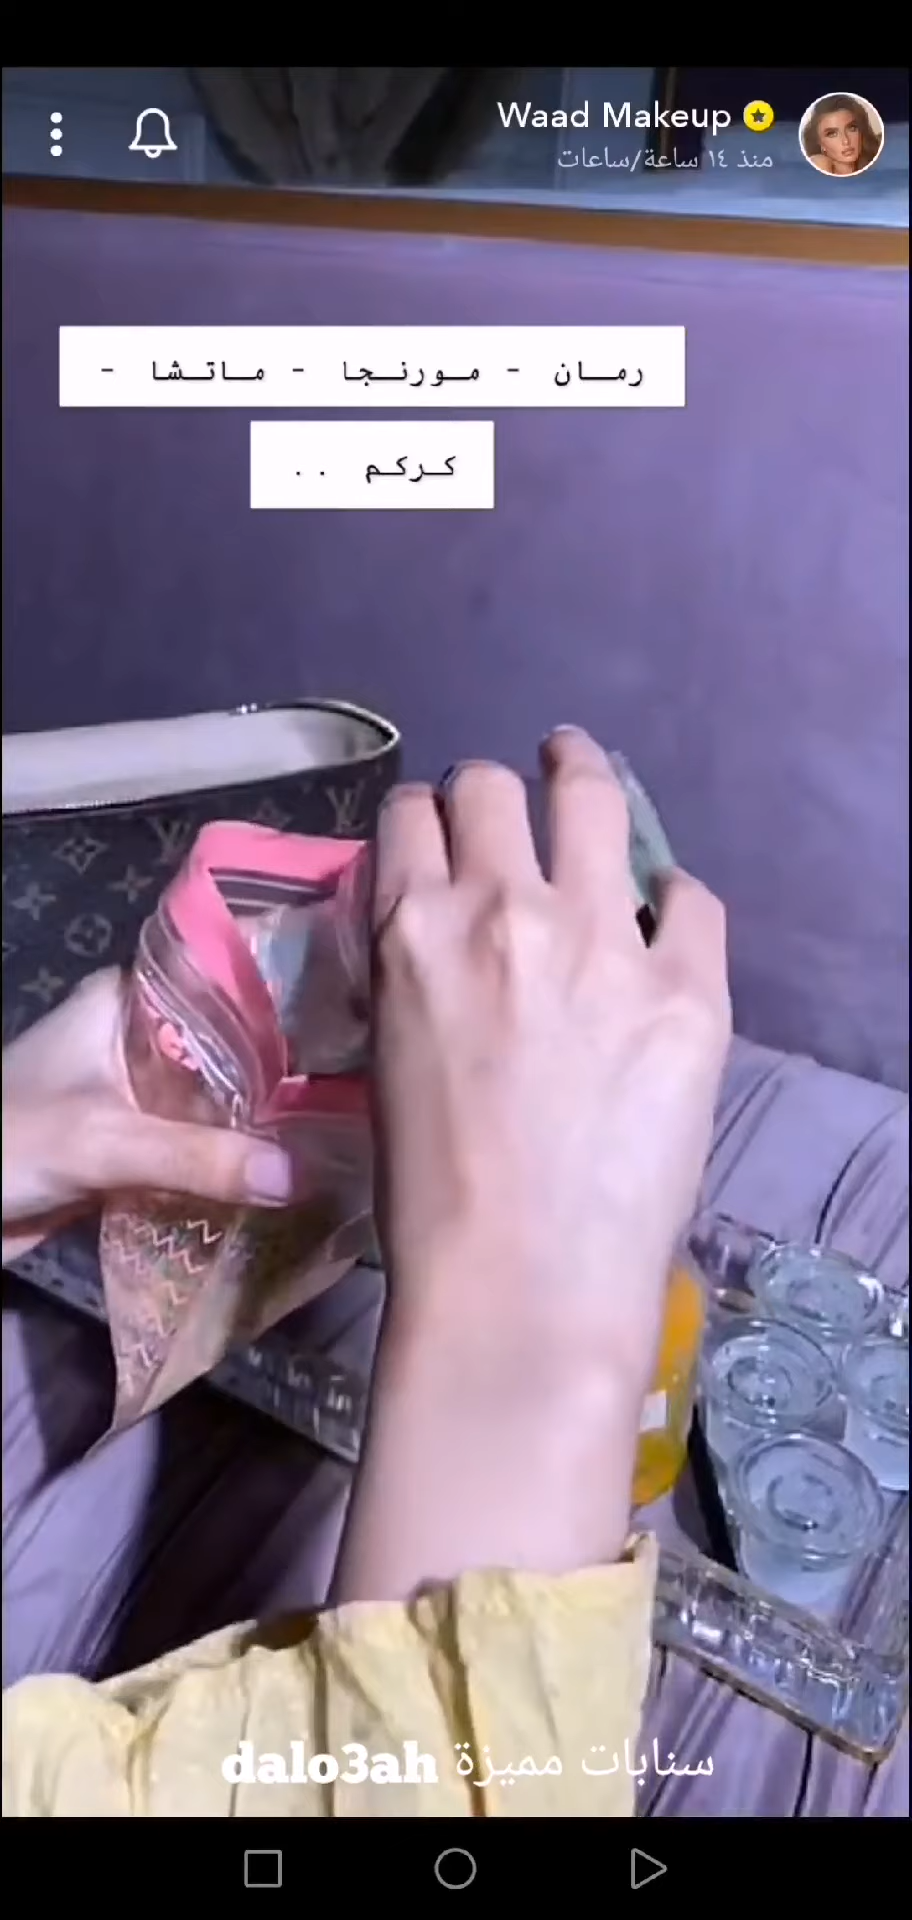 Waad Makeup
منذ ١٤ ساعة/ساعات
رمان - مورنجا - ماتشا -
كركم ..
سنابات مميزة dalo3ah